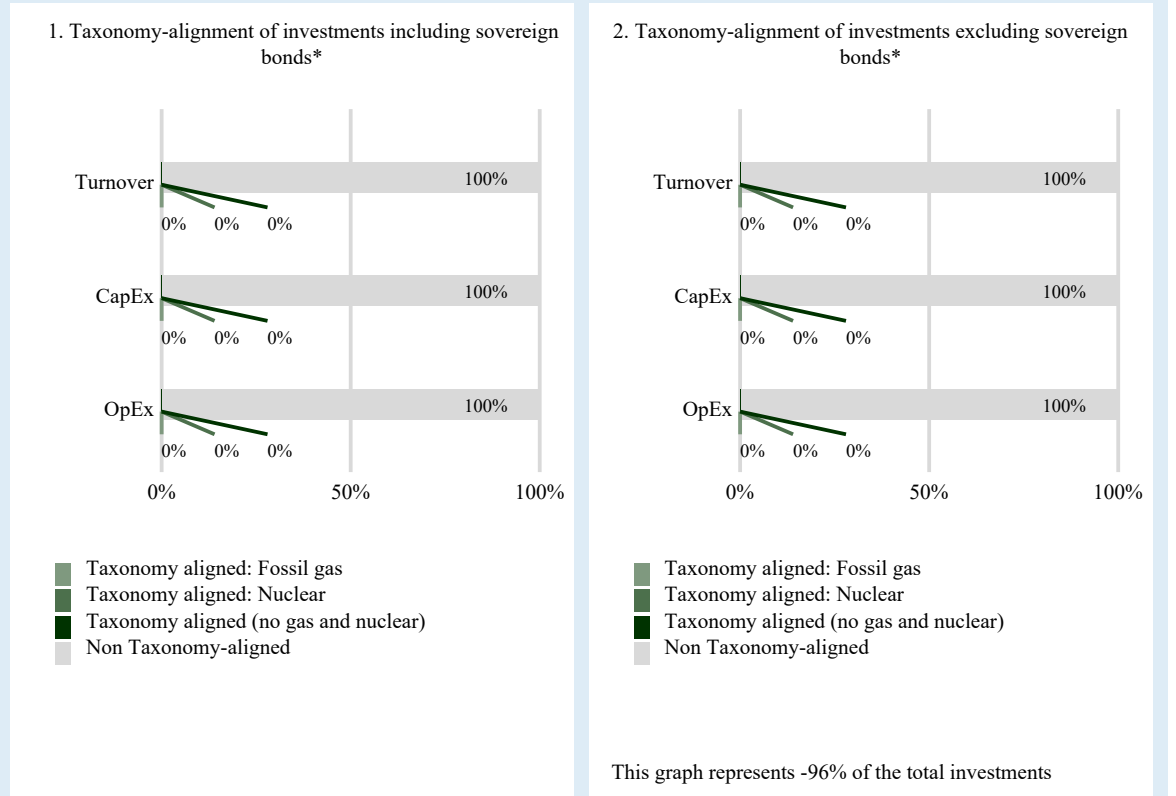 1. Taxonomy-alignment of investments including sovereign
bonds*
Turnover
100%
0% 0% 0%
CapEx
100%
0% 0% 0%
OpEx
100%
0% 0% 0%
0% 50% 100%
Taxonomy aligned: Fossil gas
Taxonomy aligned: Nuclear
Taxonomy aligned (no gas and nuclear)
Non Taxonomy-aligned
2. Taxonomy-alignment of investments excluding sovereign
bonds*
Turnover
100%
0% 0% 0%
CapEx
100%
0% 0% 0%
OpEx
100%
0% 0% 0%
0% 50% 100%
Taxonomy aligned: Fossil gas
Taxonomy aligned: Nuclear
Taxonomy aligned (no gas and nuclear)
Non Taxonomy-aligned
This graph represents -96% of the total investments